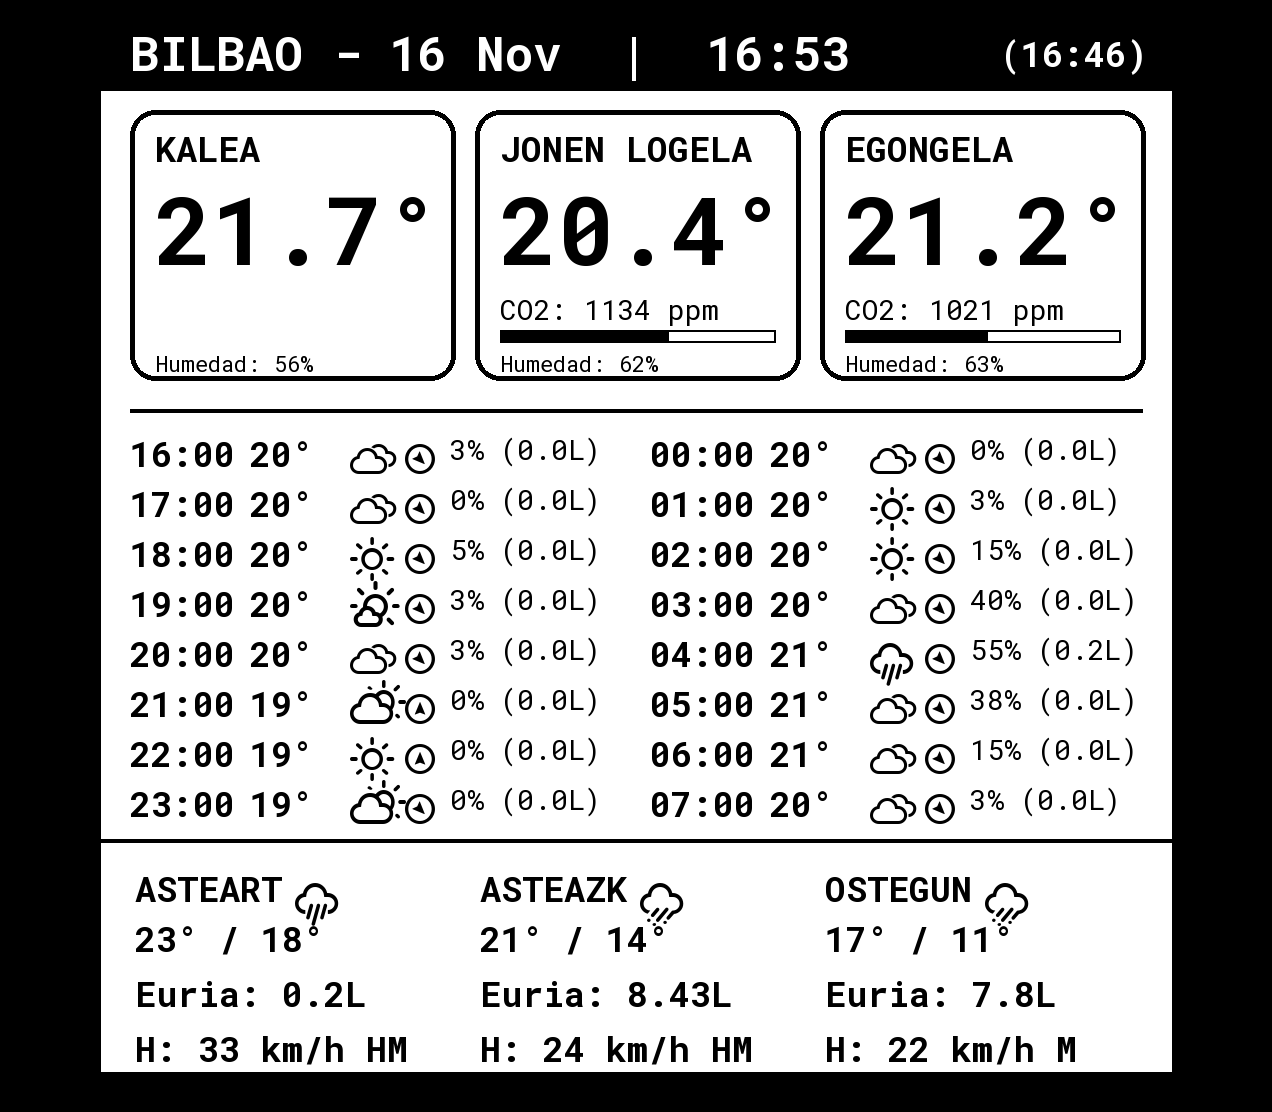 BILBAO - 16 Nov | 16:53 (16:46)
KALEA
21.7°
Humedad: 56%
JONEN LOGELA
20.4°
CO2: 1134 ppm
Humedad: 62%
EGONGELA
21.2°
CO2: 1021 ppm
Humedad: 63%
16:00 20° 3% (0.0L)
17:00 20° 0% (0.0L)
18:00 20° 5% (0.0L)
19:00 20° 3% (0.0L)
20:00 20° 3% (0.0L)
21:00 19° 0% (0.0L)
22:00 19° 0% (0.0L)
23:00 19° 0% (0.0L)
00:00 20° 0% (0.0L)
01:00 20° 3% (0.0L)
02:00 20° 15% (0.0L)
03:00 20° 40% (0.0L)
04:00 21° 55% (0.2L)
05:00 21° 38% (0.0L)
06:00 21° 15% (0.0L)
07:00 20° 3% (0.0L)
ASTEART
23° / 18°
Euria: 0.2L
H: 33 km/h HM
ASTEAZK
21° / 14°
Euria: 8.43L
H: 24 km/h HM
OSTEGUN
17° / 11°
Euria: 7.8L
H: 22 km/h M